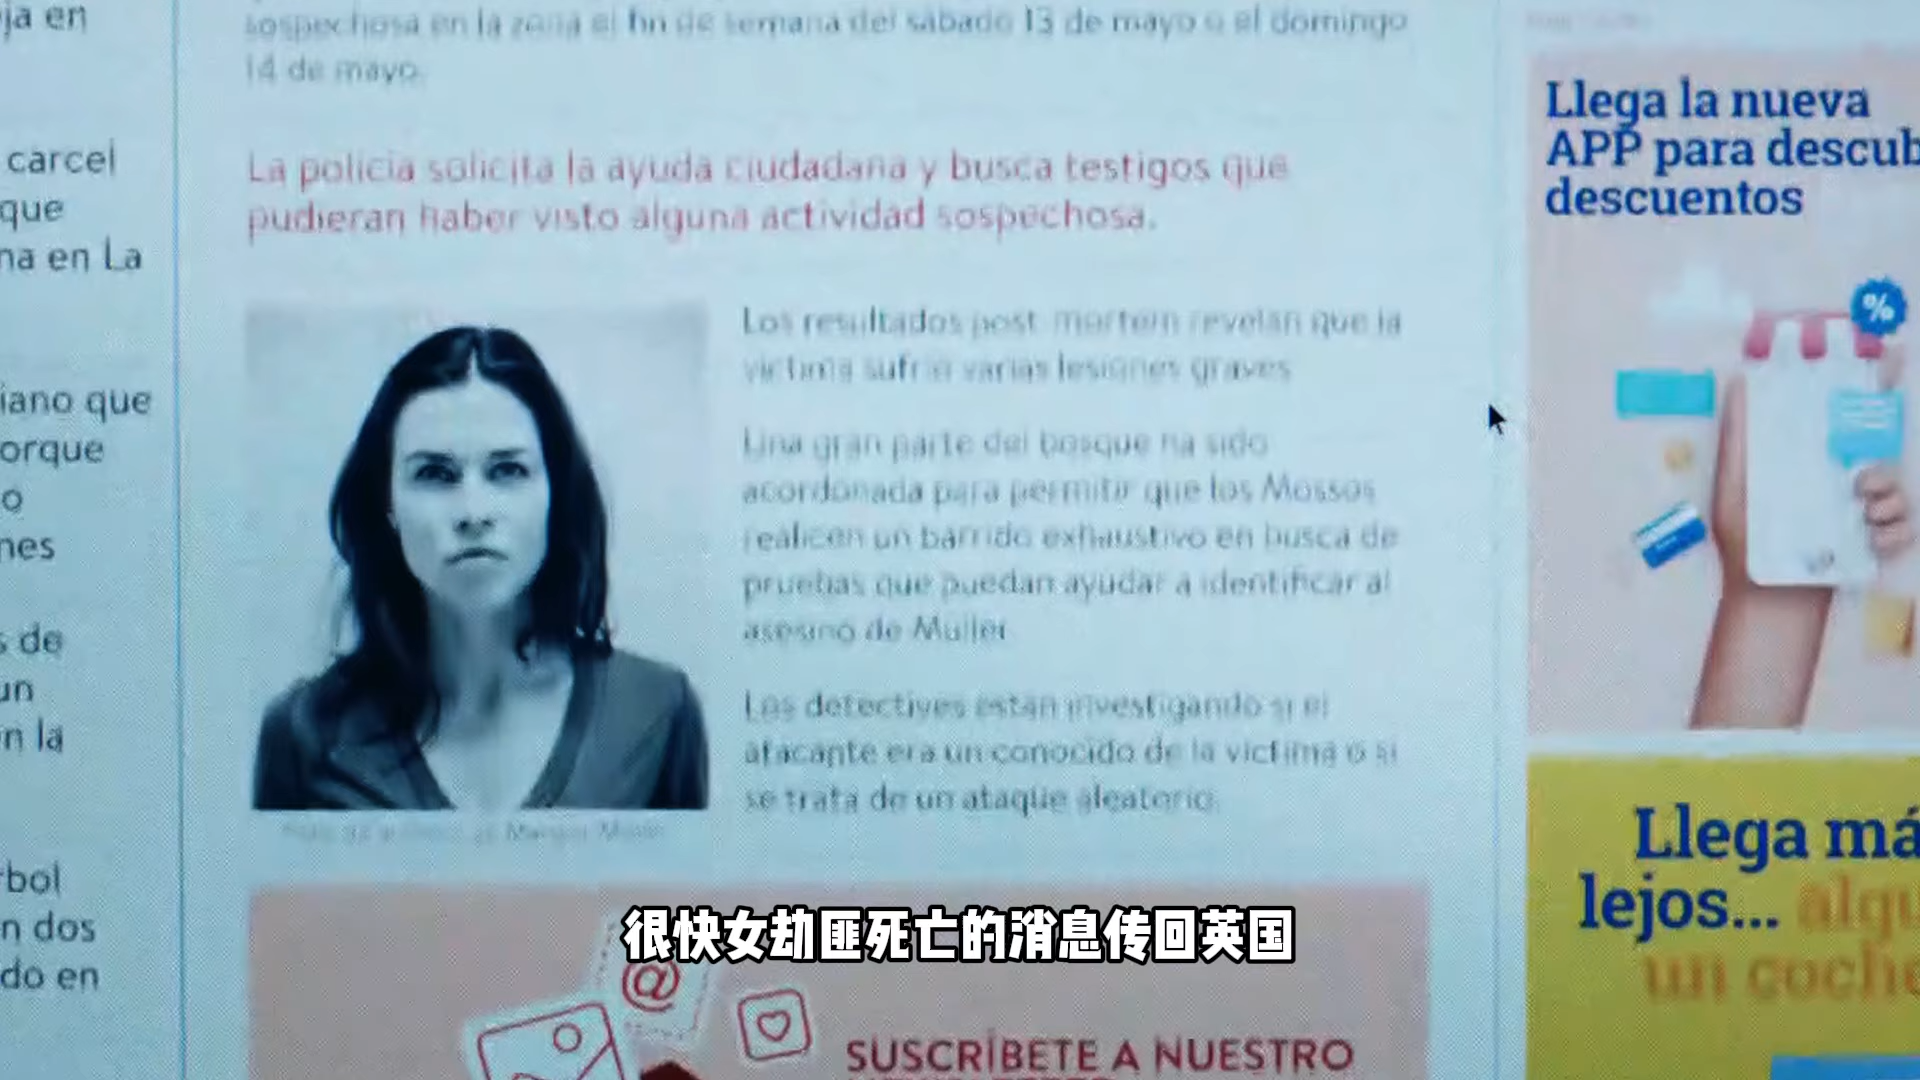 ja en
carcel
que
na en La
iano que
orque
o
nes
s de
un
n la
rbol
n dos
do en
sospechosa en la zona el fin de semana del sábado 13 de mayo o el domingo
14 de mayo.
La policía solicita la ayuda ciudadana y busca testigos que
pudieran haber visto alguna actividad sospechosa.
Los resultados post mortem revelan que la
víctima sufrió varias lesiones graves
Una gran parte del bosque ha sido
acordonada para permitir que los Mossos
realicen un barrido exhaustivo en busca de
pruebas que puedan ayudar a identificar al
asesino de Muller
Los detectives están investigando si el
atacante era un conocido de la víctima o si
se trata de un ataque aleatorio.
@
SUSCRÍBETE A NUESTRO
Llega la nueva
APP para descub
descuentos
%
Llega má
lejos... algu
un coche
很快女劫匪死亡的消息传回英国